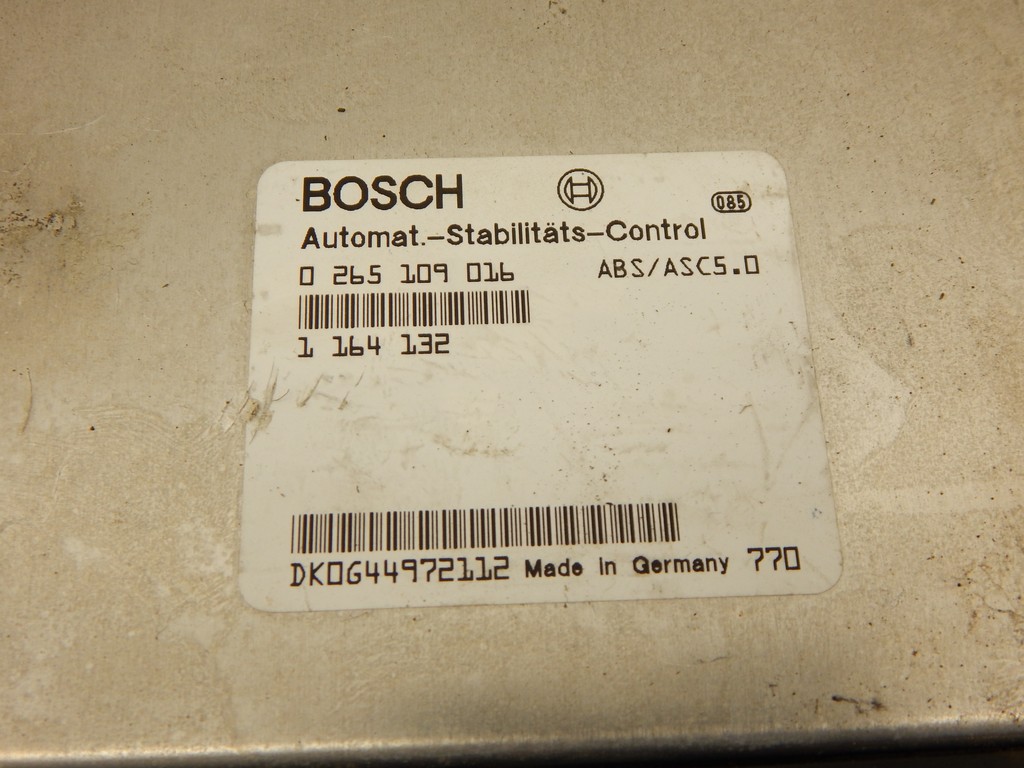 BOSCH
085
Automat.-Stabilitäts-Control
0 265 109 016 ABS/ASC5.0
1 164 132
DK0G44972112 Made in Germany 770